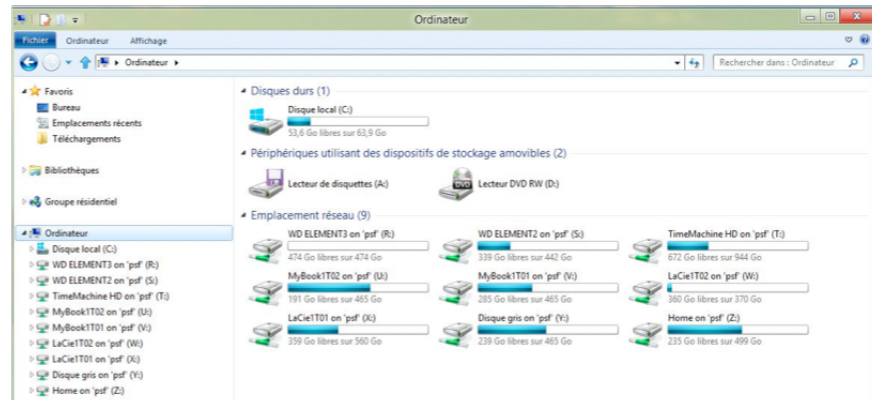 Ordinateur
Fichier Ordinateur Affichage
Ordinateur
Rechercher dans : Ordinateur
Favoris
Bureau
Emplacements récents
Téléchargements
Bibliothèques
Groupe résidentiel
Ordinateur
Disque local (C:)
WD ELEMENT3 on 'psf' (R:)
WD ELEMENT2 on 'psf' (S:)
TimeMachine HD on 'psf' (T:)
MyBook1T02 on 'psf' (U:)
MyBook1T01 on 'psf' (V:)
LaCie1T02 on 'psf' (W:)
LaCie1T01 on 'psf' (X:)
Disque gris on 'psf' (Y:)
Home on 'psf' (Z:)
Disques durs (1)
Disque local (C:)
53,6 Go libres sur 63,9 Go
Périphériques utilisant des dispositifs de stockage amovibles (2)
Lecteur de disquettes (A:)
DVD
Lecteur DVD RW (D:)
Emplacement réseau (9)
WD ELEMENT3 on 'psf' (R:)
474 Go libres sur 474 Go
WD ELEMENT2 on 'psf' (S:)
339 Go libres sur 442 Go
TimeMachine HD on 'psf' (T:)
672 Go libres sur 944 Go
MyBook1T02 on 'psf' (U:)
191 Go libres sur 465 Go
MyBook1T01 on 'psf' (V:)
285 Go libres sur 465 Go
LaCie1T02 on 'psf' (W:)
360 Go libres sur 370 Go
LaCie1T01 on 'psf' (X:)
359 Go libres sur 560 Go
Disque gris on 'psf' (Y:)
239 Go libres sur 465 Go
Home on 'psf' (Z:)
235 Go libres sur 499 Go